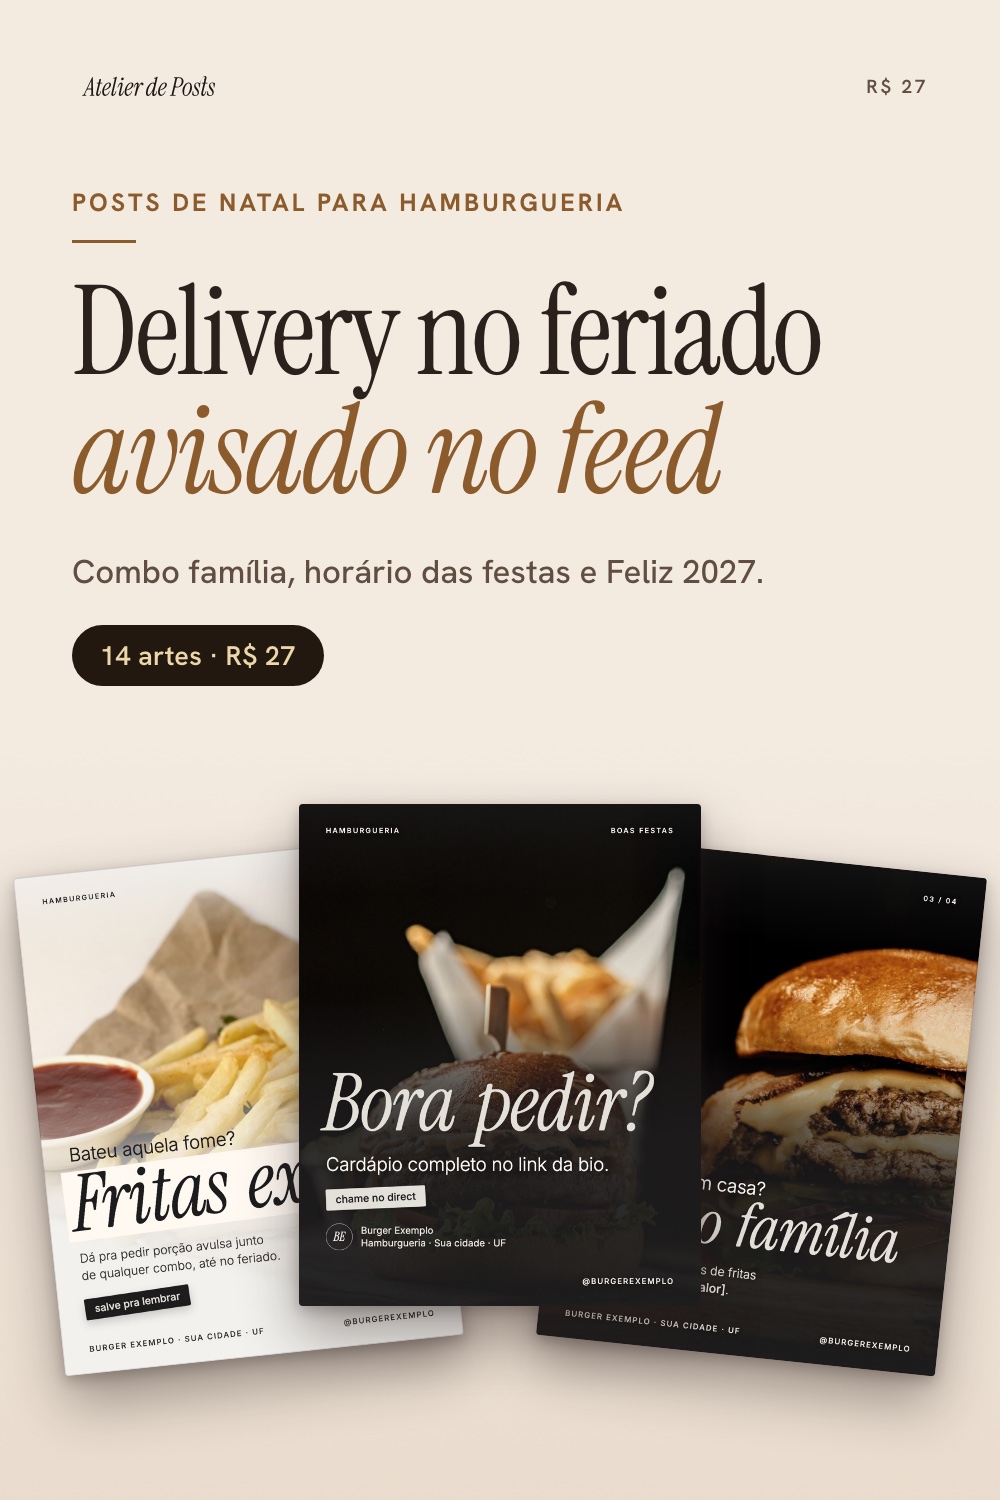 Atelier de Posts
R$ 27
POSTS DE NATAL PARA HAMBURGUERIA
Delivery no feriado
avisado no feed
Combo família, horário das festas e Feliz 2027.
14 artes · R$ 27
HAMBURGUERIA
Bateu aquela fome?
Fritas ex
Dá pra pedir porção avulsa junto
de qualquer combo, até no feriado.
salve pra lembrar
@BURGEREXEMPLO
BURGER EXEMPLO · SUA CIDADE · UF
HAMBURGUERIA
BOAS FESTAS
Bora pedir?
Cardápio completo no link da bio.
chame no direct
BE
Burger Exemplo
Hamburgueria · Sua cidade · UF
@BURGEREXEMPLO
03 / 04
m casa?
o família
s de fritas
alor].
BURGER EXEMPLO · SUA CIDADE · UF
@BURGEREXEMPLO